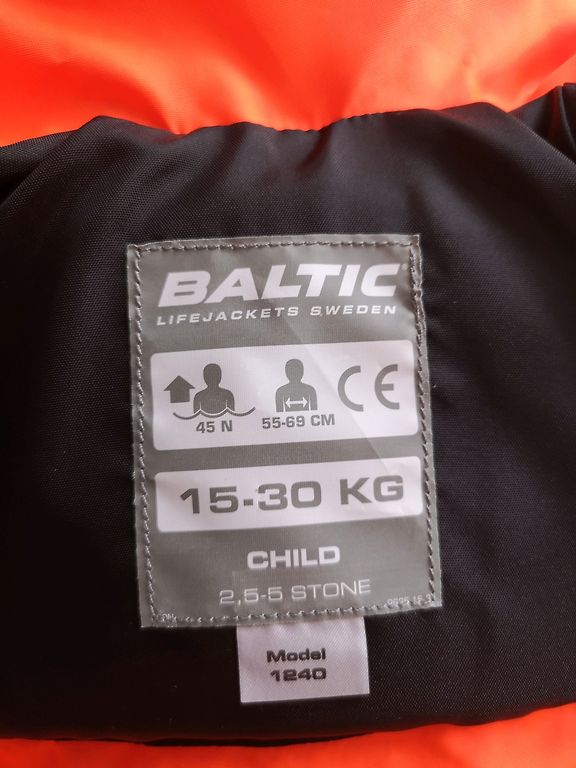 BALTIC
LIFEJACKETS SWEDEN
45 N
55-69 CM
CE
15-30 KG
CHILD
2,5-5 STONE
Model
1240